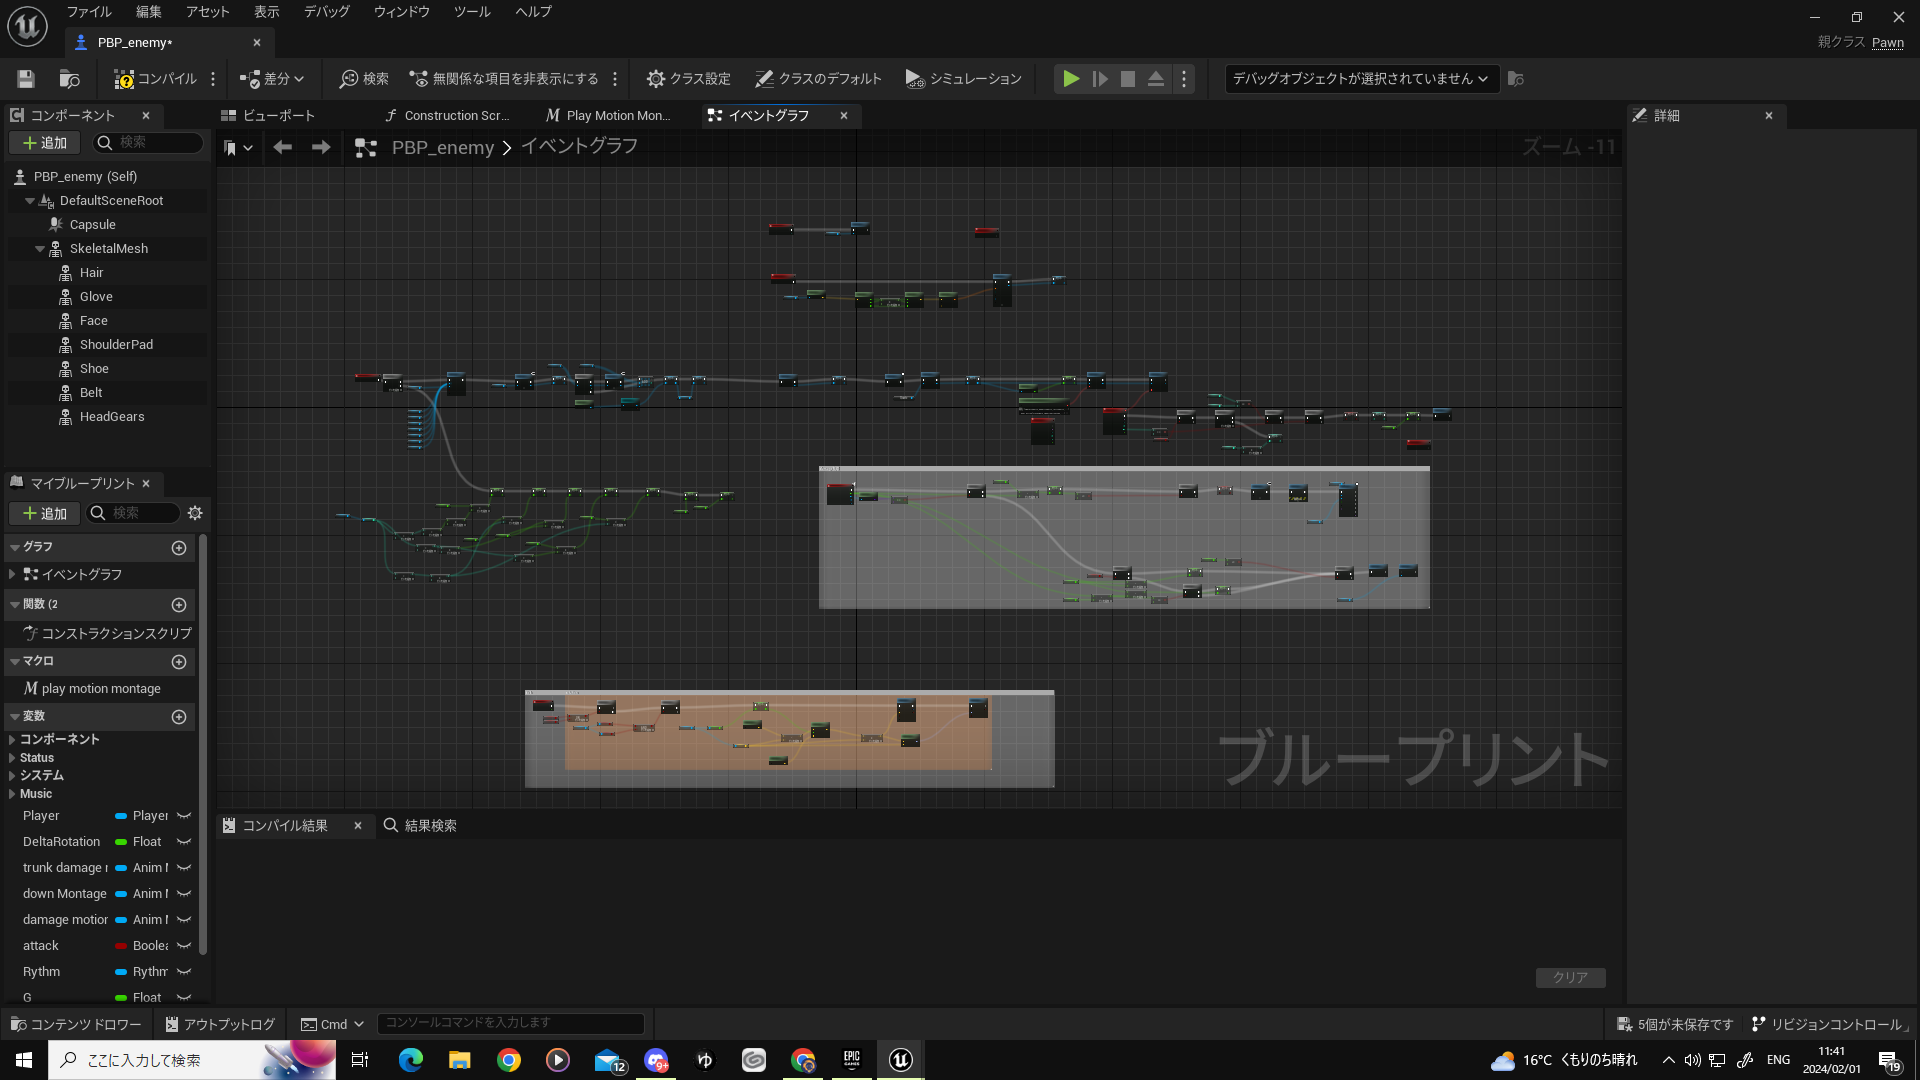 ファイル 編集 アセット 表示 デバッグ ウィンドウ ツール ヘルプ
PBP_enemy*
親クラス Pawn
コンパイル 差分 検索 無関係な項目を非表示にする クラス設定 クラスのデフォルト シミュレーション デバッグオブジェクトが選択されていません
コンポーネント
ビューポート Construction Scr... Play Motion Mon... イベントグラフ
詳細
追加 検索
PBP_enemy > イベントグラフ
ズーム -11
PBP_enemy (Self)
DefaultSceneRoot
Capsule
SkeletalMesh
Hair
Glove
Face
ShoulderPad
Shoe
Belt
HeadGears
マイブループリント
追加 検索
グラフ
イベントグラフ
関数 (2
コンストラクションスクリプ
マクロ
play motion montage
変数
コンポーネント
Status
システム
Music
Player Player
DeltaRotation Float
trunk damage r Anim M
down Montage Anim M
damage motion Anim M
attack Boolea
Rythm Rythm
G Float
ブループリント
コンパイル結果 結果検索
クリア
コンテンツ ドロワー アウトプットログ Cmd コンソールコマンドを入力します
5個が未保存です リビジョンコントロール
ここに入力して検索
12
9+
ゆ
EPIC GAMES
16°C くもりのち晴れ
ENG
11:41
2024/02/01
19